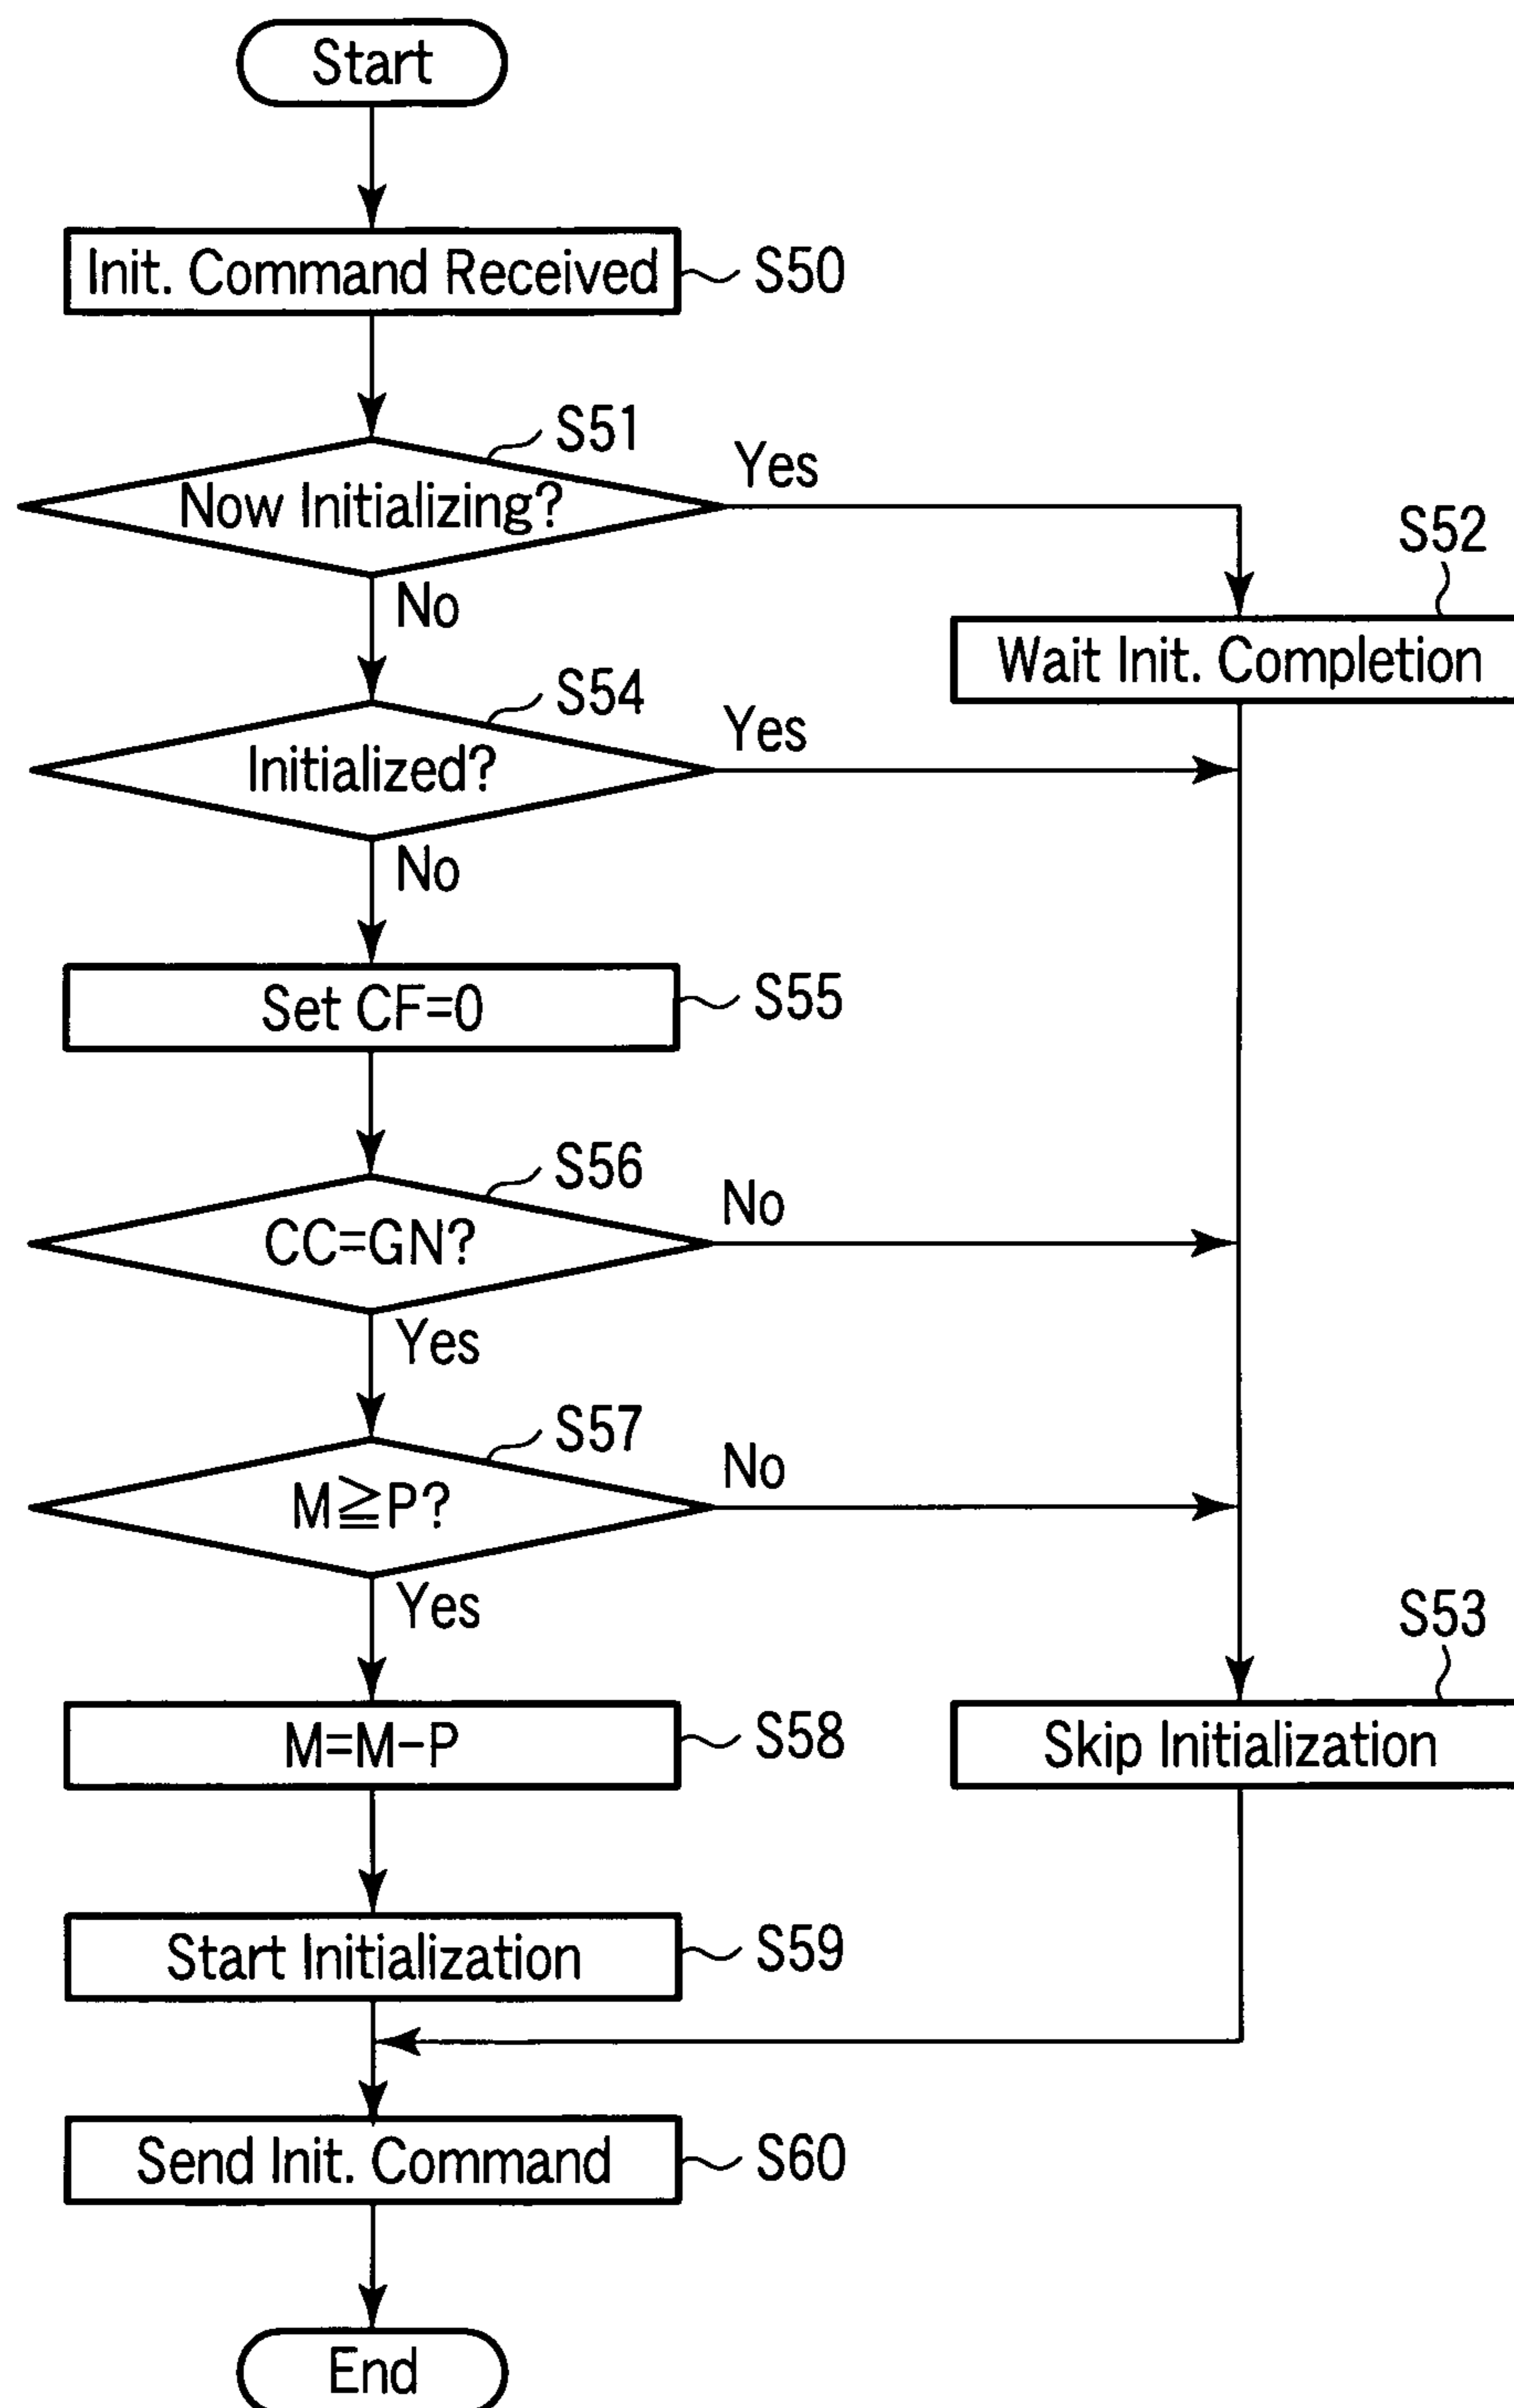 Start
Init. Command Received
S50
S51
Now Initializing?
Yes
No
S52
Wait Init. Completion
S54
Initialized?
Yes
No
Set CF=0
S55
S56
CC=GN?
No
Yes
S57
M≧P?
No
Yes
M=M-P
S58
S53
Skip Initialization
Start Initialization
S59
Send Init. Command
S60
End